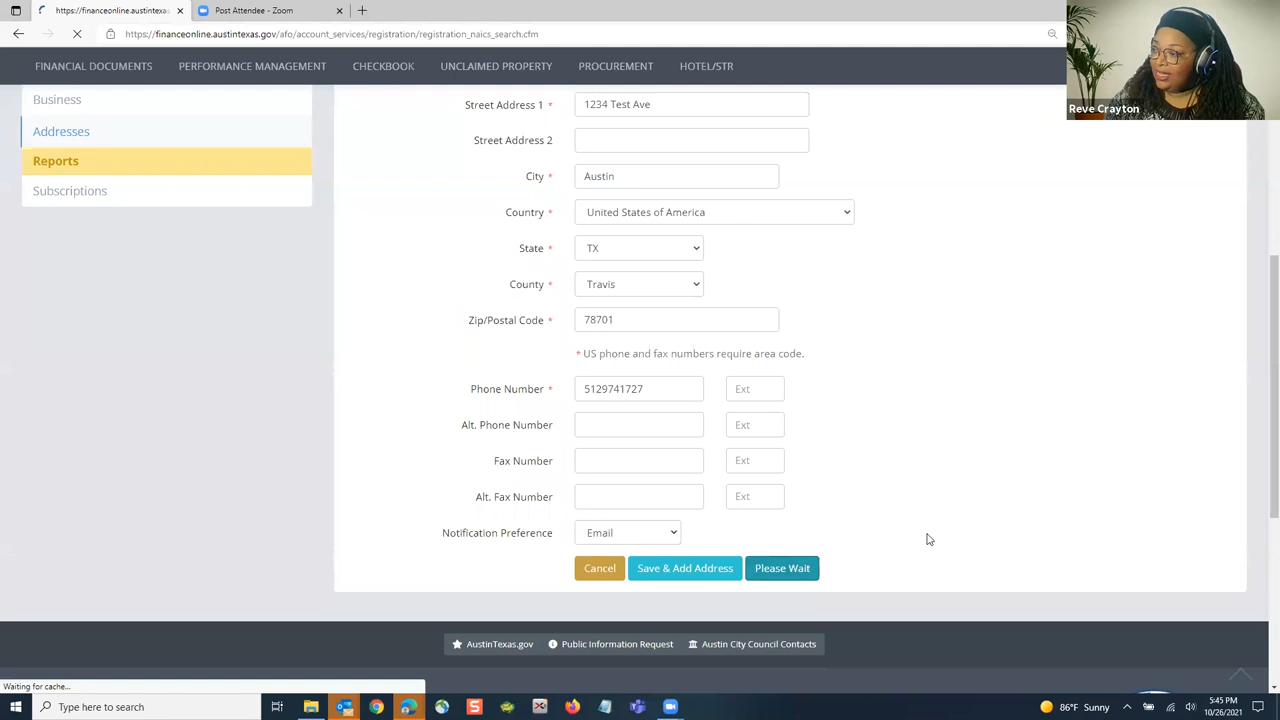 https://financeonline.austintexas
Post Attendee - Zoom
https://financeonline.austintexas.gov/afo/account_services/registration/registration_naics_search.cfm
FINANCIAL DOCUMENTS PERFORMANCE MANAGEMENT CHECKBOOK UNCLAIMED PROPERTY PROCUREMENT HOTEL/STR
Reve Crayton
Business
Addresses
Reports
Subscriptions
Street Address 1 * 1234 Test Ave
Street Address 2
City * Austin
Country * United States of America
State * TX
County * Travis
Zip/Postal Code * 78701
* US phone and fax numbers require area code.
Phone Number * 5129741727 Ext
Alt. Phone Number Ext
Fax Number Ext
Alt. Fax Number Ext
Notification Preference Email
Cancel Save & Add Address Please Wait
AustinTexas.gov Public Information Request Austin City Council Contacts
Waiting for cache...
Type here to search
86°F Sunny
5:45 PM
10/26/2021